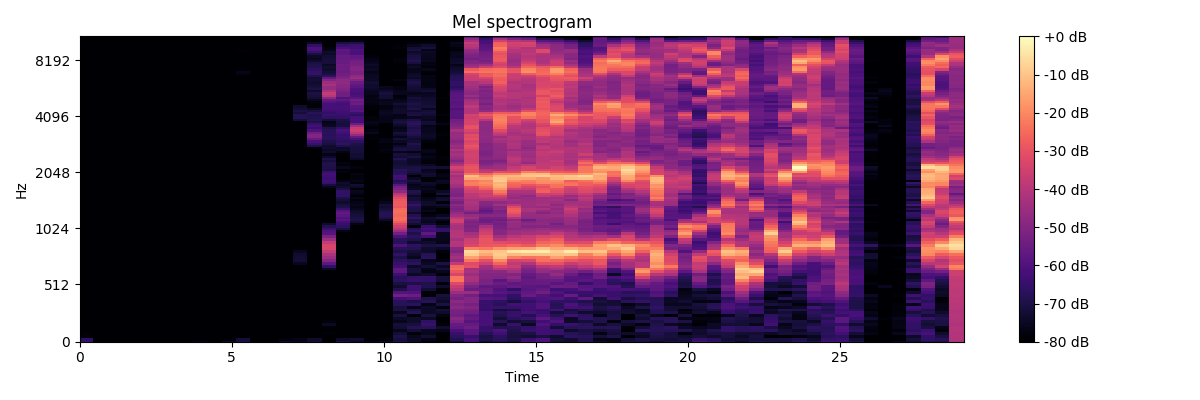 Mel spectrogram
8192
4096
2048
1024
512
0
Hz
0 5 10 15 20 25
Time
+0 dB
-10 dB
-20 dB
-30 dB
-40 dB
-50 dB
-60 dB
-70 dB
-80 dB